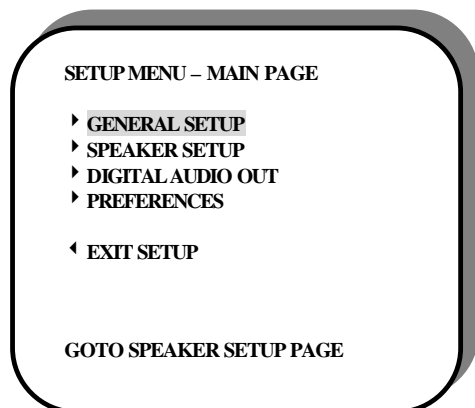 SETUP MENU – MAIN PAGE
GENERAL SETUP
SPEAKER SETUP
DIGITAL AUDIO OUT
PREFERENCES
EXIT SETUP
GOTO SPEAKER SETUP PAGE